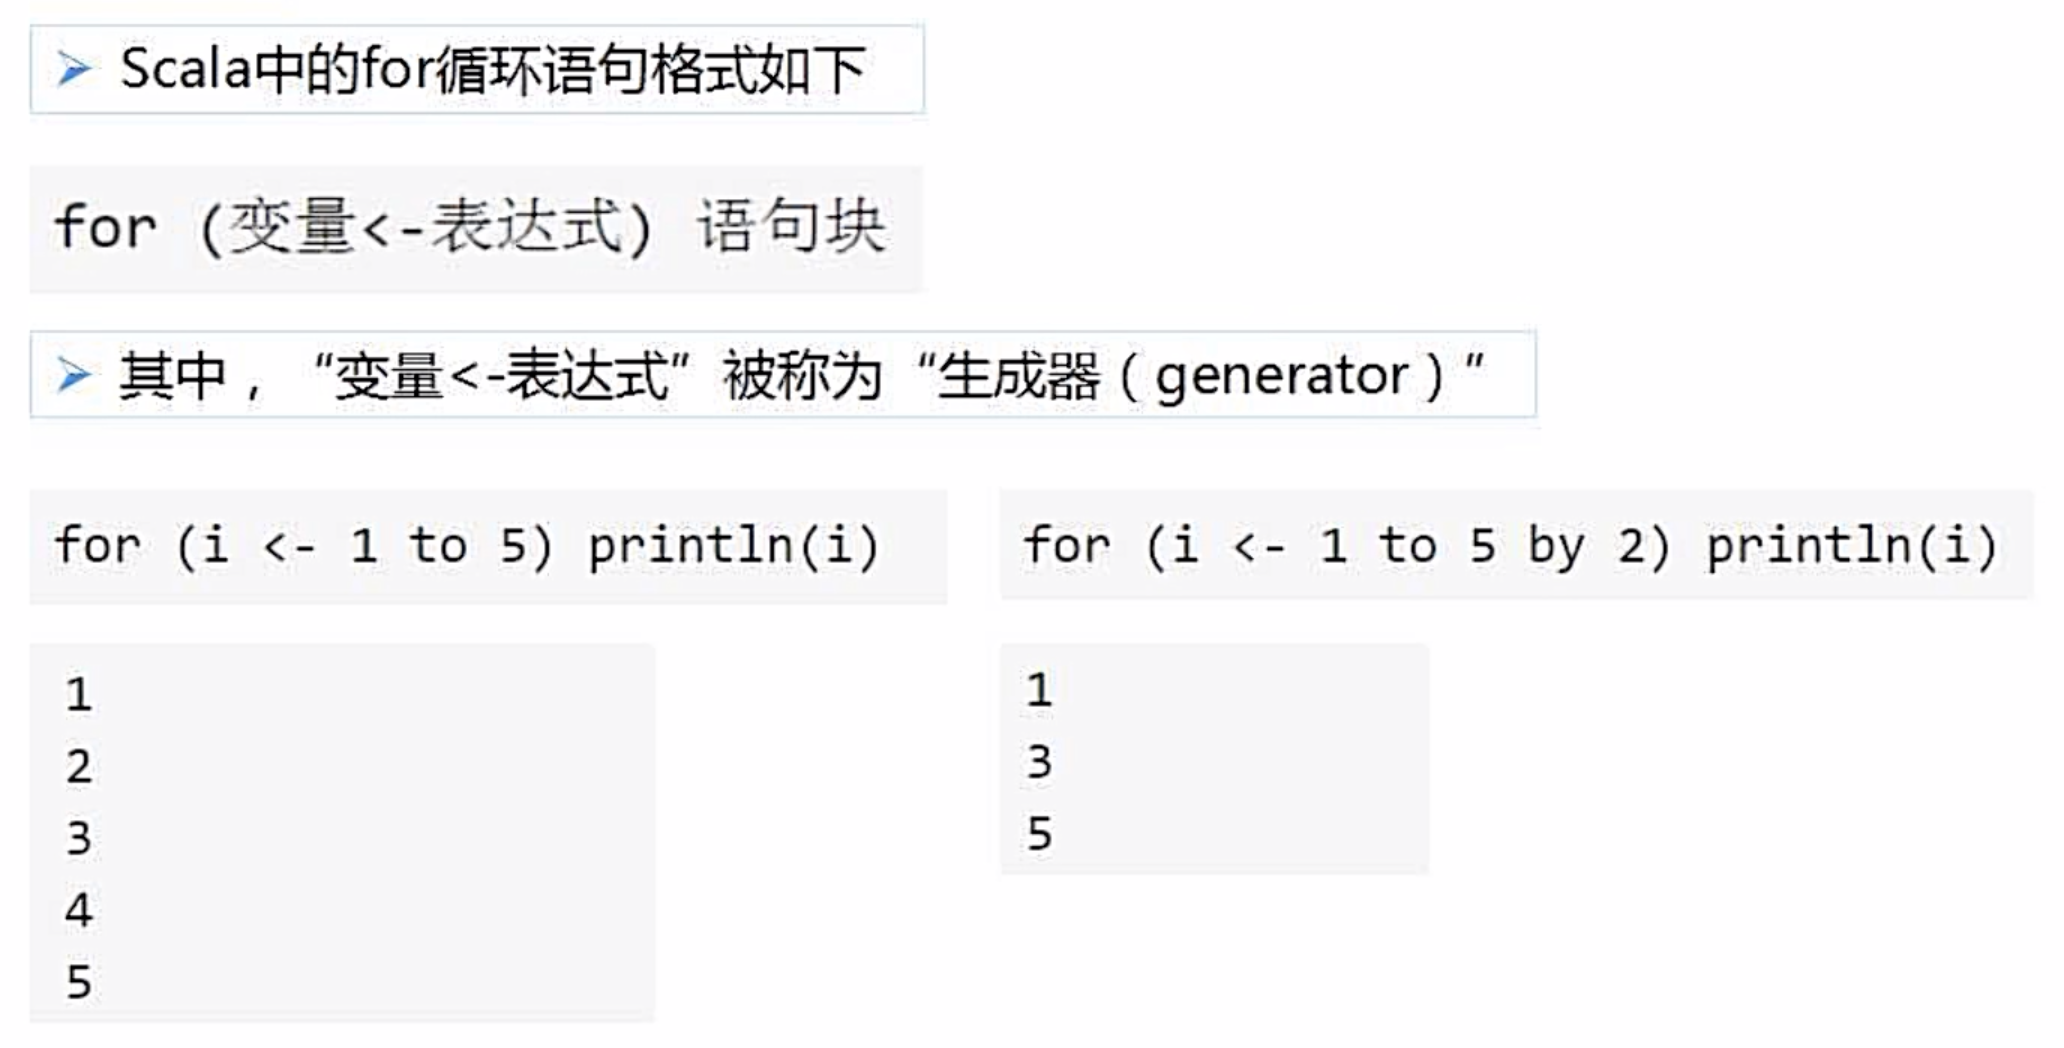 Scala中的for循环语句格式如下
for (变量<-表达式) 语句块
其中，“变量<-表达式”被称为“生成器（generator）”
for (i <- 1 to 5) println(i)
1
2
3
4
5
for (i <- 1 to 5 by 2) println(i)
1
3
5